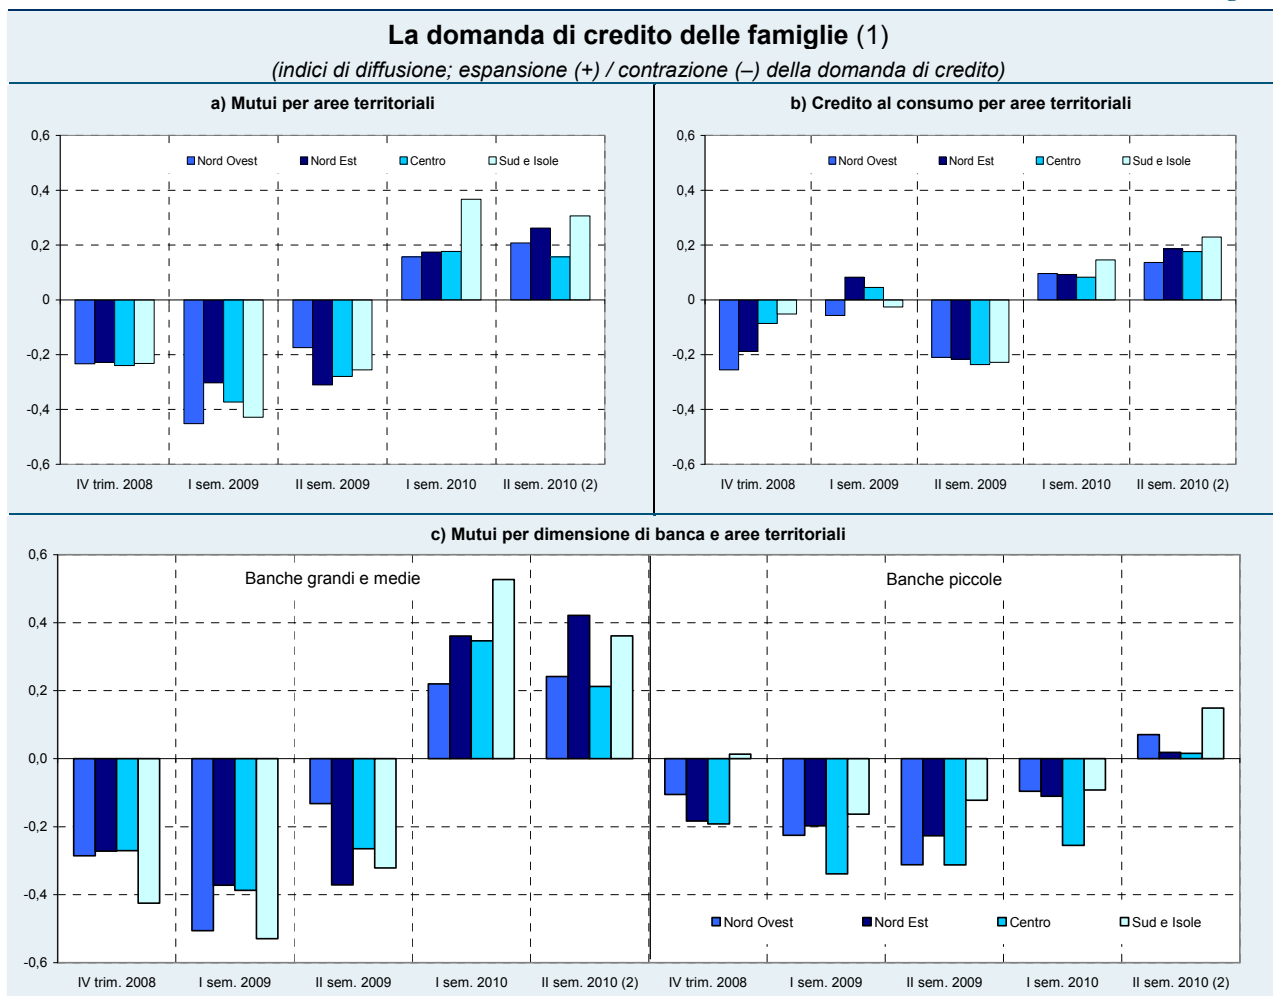 La domanda di credito delle famiglie (1)
(indici di diffusione; espansione (+) / contrazione (–) della domanda di credito)
a) Mutui per aree territoriali
0,6
0,4
0,2
0
-0,2
-0,4
-0,6
Nord Ovest Nord Est Centro Sud e Isole
IV trim. 2008 I sem. 2009 II sem. 2009 I sem. 2010 II sem. 2010 (2)
b) Credito al consumo per aree territoriali
0,6
0,4
0,2
0
-0,2
-0,4
-0,6
Nord Ovest Nord Est Centro Sud e Isole
IV trim. 2008 I sem. 2009 II sem. 2009 I sem. 2010 II sem. 2010 (2)
c) Mutui per dimensione di banca e aree territoriali
0,6
0,4
0,2
0,0
-0,2
-0,4
-0,6
Banche grandi e medie Banche piccole
Nord Ovest Nord Est Centro Sud e Isole
IV trim. 2008 I sem. 2009 II sem. 2009 I sem. 2010 II sem. 2010 (2) IV trim. 2008 I sem. 2009 II sem. 2009 I sem. 2010 II sem. 2010 (2)